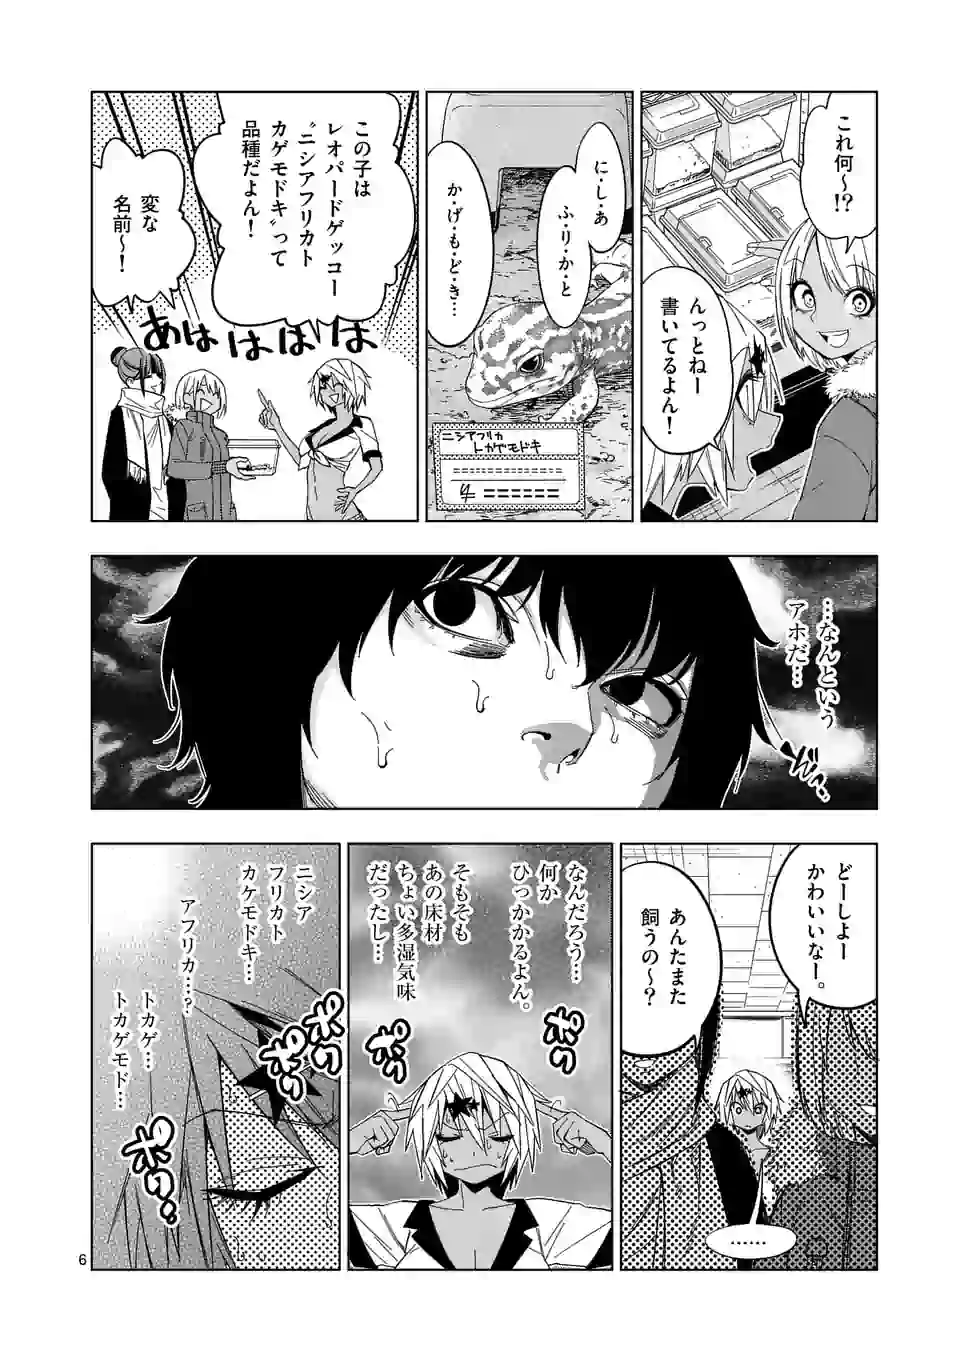 これ何〜!?
んっとねー
書いてるよん！
に・し・あ
ふ・り・か・と
か・げ・も・ど・き・…
ニシアフリカ
トカゲモドキ
この子は
レオパードゲッコー
〝ニシアフリカト
カゲモドキ〟って
品種だよん！
変な
名前〜！
あははははは
…なんという
アホだ…
どーしよー
かわいいなー。
あんたまた
飼うの〜？
……
なんだろう…
何か
ひっかかるよん。
そもそも
あの床材
ちょい多湿気味
だったし…
ポク
ポク
ニシア
フリカト
カケモドキ…
アフリカ…?
トカゲ…
トカゲモド…
ポク
ポク
ポク…
6